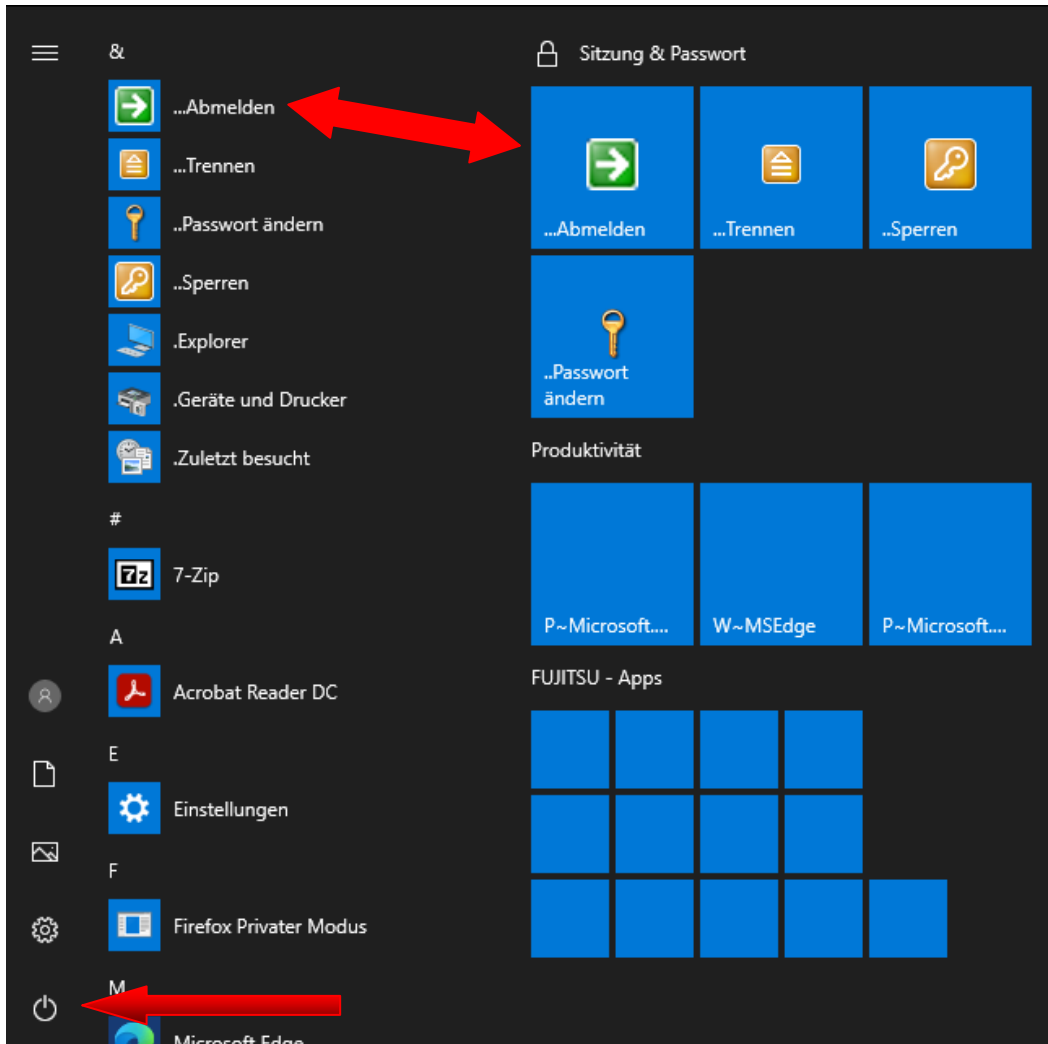 &
...Abmelden
...Trennen
..Passwort ändern
..Sperren
.Explorer
.Geräte und Drucker
.Zuletzt besucht
#
7z
7-Zip
A
Acrobat Reader DC
E
Einstellungen
F
Firefox Privater Modus
M
Microsoft Edge
Sitzung & Passwort
...Abmelden
...Trennen
..Sperren
..Passwort
ändern
Produktivität
P~Microsoft....
W~MSEdge
P~Microsoft....
FUJITSU - Apps